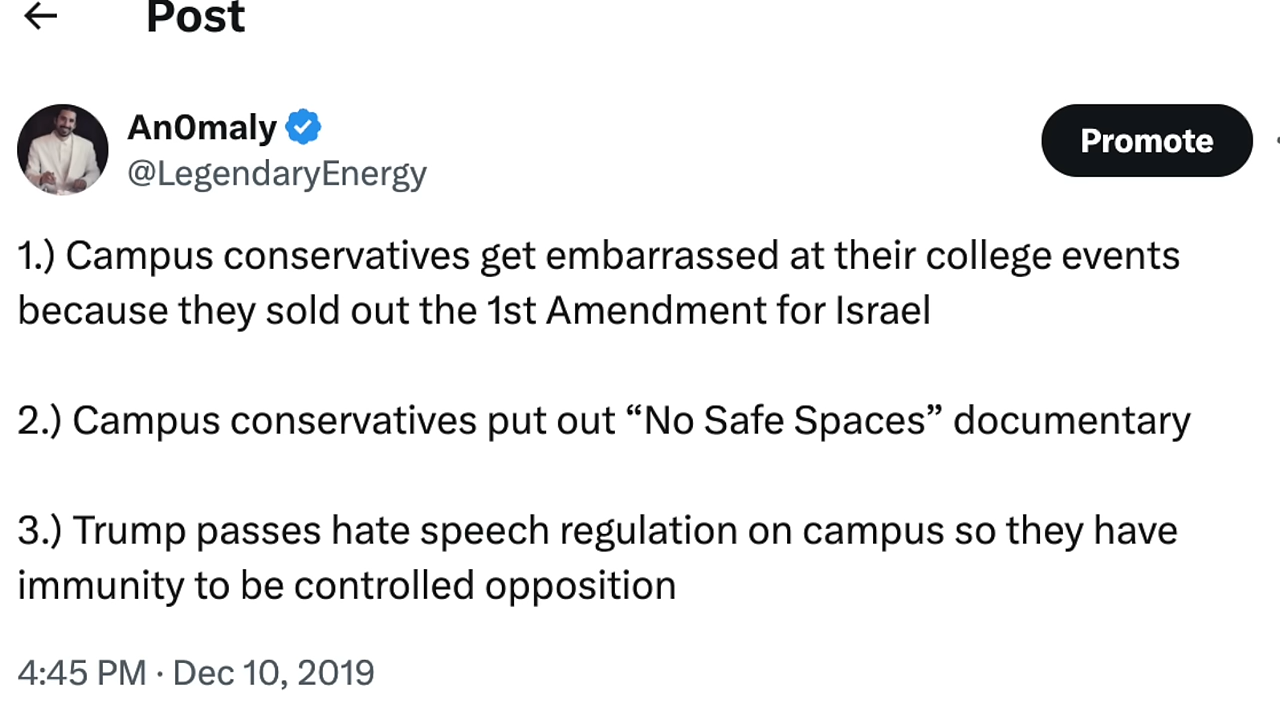 Post
An0maly
@LegendaryEnergy
Promote
1.) Campus conservatives get embarrassed at their college events
because they sold out the 1st Amendment for Israel
2.) Campus conservatives put out “No Safe Spaces” documentary
3.) Trump passes hate speech regulation on campus so they have
immunity to be controlled opposition
4:45 PM · Dec 10, 2019